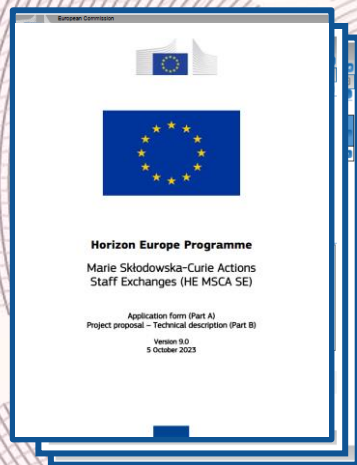 European Commission
Horizon Europe Programme
Marie Skłodowska-Curie Actions
Staff Exchanges (HE MSCA SE)
Application form (Part A)
Project proposal – Technical description (Part B)
Version 9.0
5 October 2023